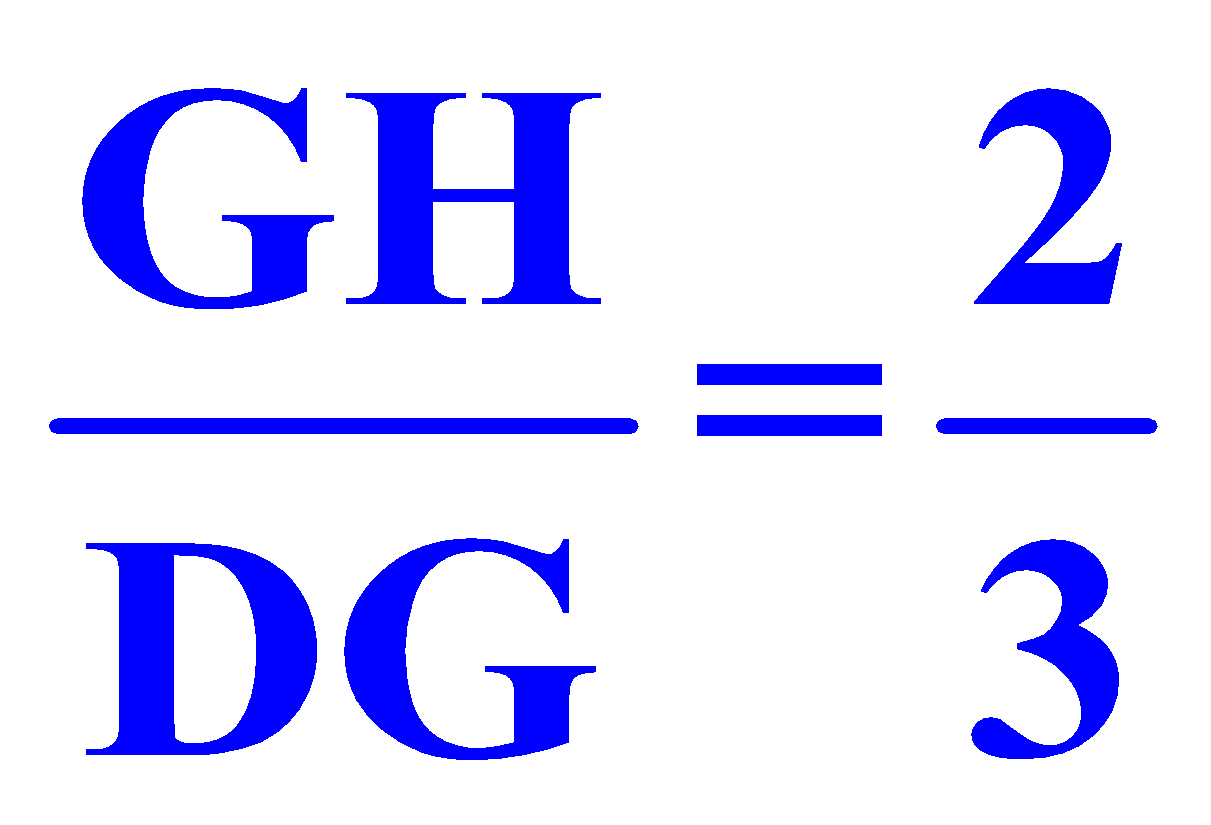 GH/DG = 2/3